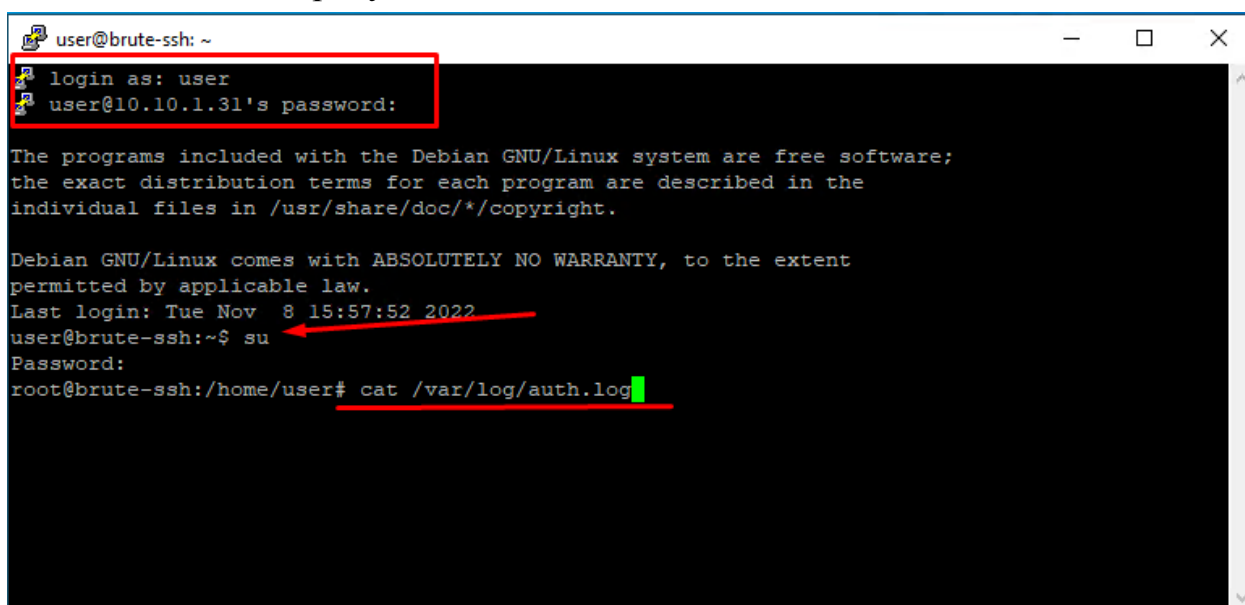 user@brute-ssh: ~
login as: user
user@10.10.1.31's password:
The programs included with the Debian GNU/Linux system are free software;
the exact distribution terms for each program are described in the
individual files in /usr/share/doc/*/copyright.
Debian GNU/Linux comes with ABSOLUTELY NO WARRANTY, to the extent
permitted by applicable law.
Last login: Tue Nov  8 15:57:52 2022
user@brute-ssh:~$ su
Password:
root@brute-ssh:/home/user# cat /var/log/auth.log